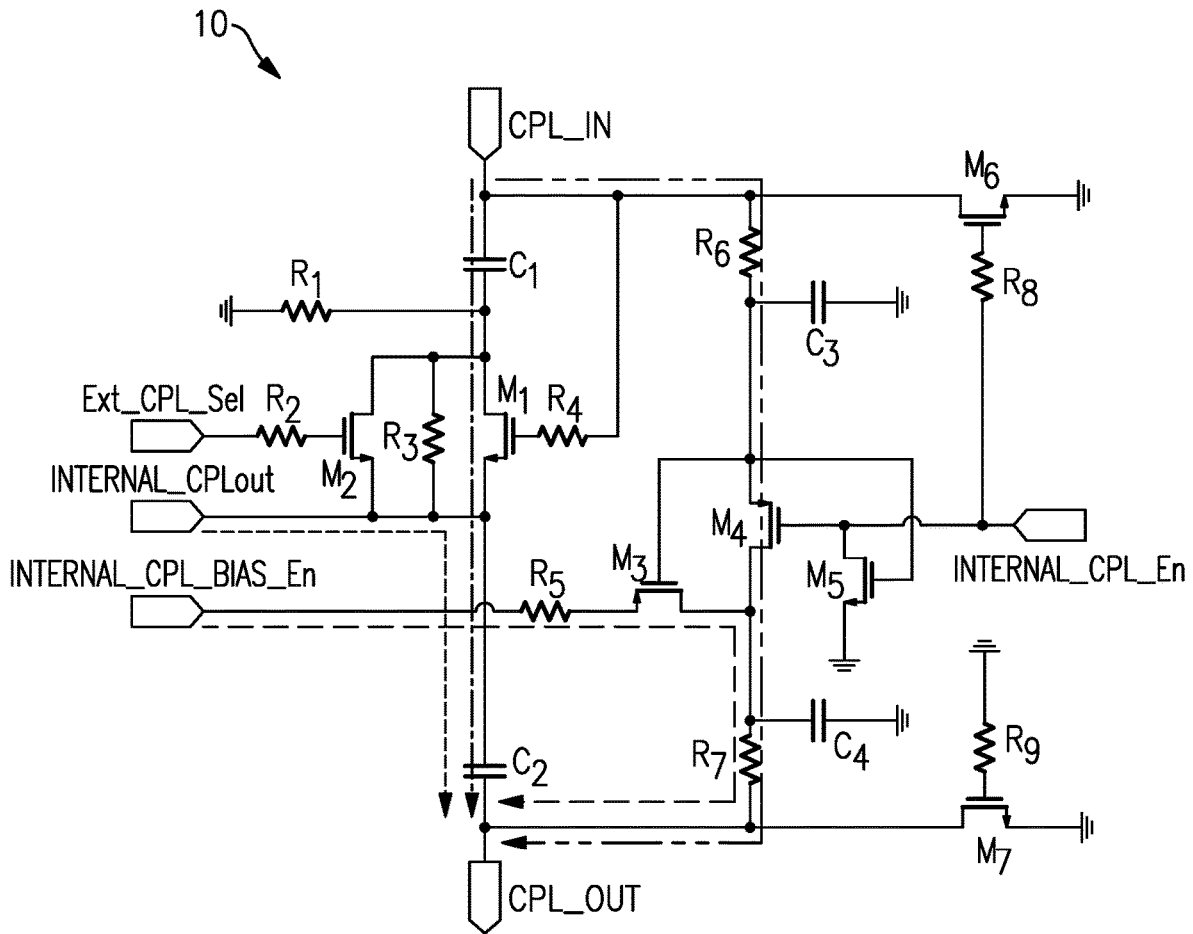 10
CPL_IN
M6
R6
R1
C1
R8
C3
Ext_CPL_Sel
R2
M1
R4
R3
M2
INTERNAL_CPLout
M4
INTERNAL_CPL_BIAS_En
R5
M3
M5
INTERNAL_CPL_En
C2
R7
C4
R9
M7
CPL_OUT